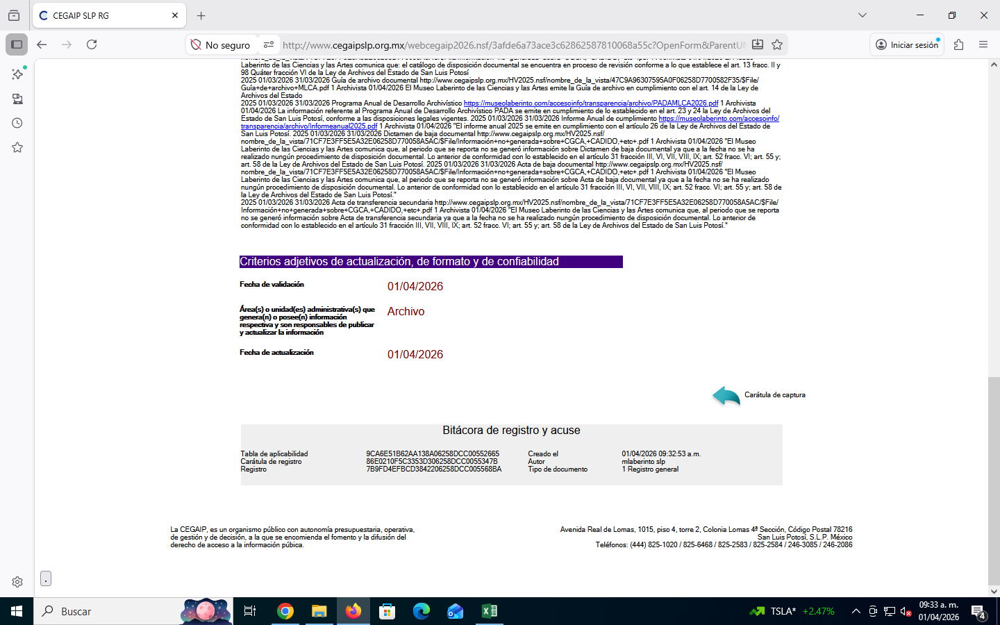 CEGAIP SLP RG
No seguro
http://www.cegaipslp.org.mx/webcegaip2026.nsf/3afde6a73ace3c62862587810068a55c?OpenForm&ParentUN
Iniciar sesión
Laberinto de las Ciencias y las Artes comunica que: el catálogo de disposición documental se encuentra en proceso de revisión conforme a lo que establece el art. 13 fracc. II y
98 Quáter fracción VI de la Ley de Archivos del Estado de San Luis Potosí
2025 01/03/2026 31/03/2026 Guía de archivo documental http://www.cegaipslp.org.mx/HV2025.nsf/nombre_de_la_vista/47C9A96307595A0F06258D7700582F35/$File/
Guía+de+archivo+MLCA.pdf 1 Archivista 01/04/2026 El Museo Laberinto de las Ciencias y las Artes emite la Guía de archivo en cumplimiento con el art. 14 de la Ley de
Archivos del Estado
2025 01/03/2026 31/03/2026 Programa Anual de Desarrollo Archivístico https://museolaberinto.com/accesoinfo/transparencia/archivo/PADAMLCA2026.pdf 1 Archivista
01/04/2026 La información referente al Programa Anual de Desarrollo Archivístico PADA se emite en cumplimiento de lo establecido en el art. 23 y 24 la Ley de Archivos del
Estado de San Luis Potosí, conforme a las disposiciones legales vigentes. 2025 01/03/2026 31/03/2026 Informe Anual de cumplimiento https://museolaberinto.com/accesoinfo/
transparencia/archivo/Informeanual2025.pdf 1 Archivista 01/04/2026 "El informe anual 2025 se emite en cumplimiento con el artículo 26 de la Ley de Archivos del Estado de
San Luis Potosí. 2025 01/03/2026 31/03/2026 Dictamen de baja documental http://www.cegaipslp.org.mx/HV2025.nsf/
nombre_de_la_vista/71CF7E3FF5E5A32E06258D770058A5AC/$File/Información+no+generada+sobre+CGCA,+CADIDO,+etc+.pdf 1 Archivista 01/04/2026 "El Museo
Laberinto de las Ciencias y las Artes comunica que, al periodo que se reporta no se generó información sobre Dictamen de baja documental ya que a la fecha no se ha
realizado nungún procedimiento de disposición documental. Lo anterior de conformidad con lo establecido en el artículo 31 fracción III, VI, VII, VIII, IX; art. 52 fracc. VI; art. 55 y;
art. 58 de la Ley de Archivos del Estado de San Luis Potosí. 2025 01/03/2026 31/03/2026 Acta de baja documental http://www.cegaipslp.org.mx/HV2025.nsf/
nombre_de_la_vista/71CF7E3FF5E5A32E06258D770058A5AC/$File/Información+no+generada+sobre+CGCA,+CADIDO,+etc+.pdf 1 Archivista 01/04/2026 "El Museo
Laberinto de las Ciencias y las Artes comunica que, al periodo que se reporta no se generó información sobre Acta de baja documental ya que a la fecha no se ha realizado
nungún procedimiento de disposición documental. Lo anterior de conformidad con lo establecido en el artículo 31 fracción III, VI, VII, VIII, IX; art. 52 fracc. VI; art. 55 y; art. 58 de
la Ley de Archivos del Estado de San Luis Potosí."
2025 01/03/2026 31/03/2026 Acta de transferencia secundaria http://www.cegaipslp.org.mx/HV2025.nsf/nombre_de_la_vista/71CF7E3FF5E5A32E06258D770058A5AC/$File/
Información+no+generada+sobre+CGCA,+CADIDO,+etc+.pdf 1 Archivista 01/04/2026 "El Museo Laberinto de las Ciencias y las Artes comunica que, al periodo que se reporta
no se generó información sobre Acta de transferencia secundaria ya que a la fecha no se ha realizado nungún procedimiento de disposición documental. Lo anterior de
conformidad con lo establecido en el artículo 31 fracción III, VII, VIII, IX; art. 52 fracc. VI; art. 55 y; art. 58 de la Ley de Archivos del Estado de San Luis Potosí."
Criterios adjetivos de actualización, de formato y de confiabilidad
Fecha de validación 01/04/2026
Área(s) o unidad(es) administrativa(s) que Archivo
genera(n) o posee(n) información
respectiva y son responsables de publicar
y actualizar la información
Fecha de actualización 01/04/2026
Carátula de captura
Bitácora de registro y acuse
Tabla de aplicabilidad 9CA6E51B62AA138A06258DCC00552665 Creado el 01/04/2026 09:32:53 a.m.
Carátula de registro 86E0210F5C3353D306258DCC0055347B Autor mlaberinto slp
Registro 7B9FD4EFBCD3842206258DCC005568BA Tipo de documento 1 Registro general
La CEGAIP, es un organismo público con autonomía presupuestaria, operativa,
de gestión y de decisión, a la que se encomienda el fomento y la difusión del
derecho de acceso a la información púbica.
Avenida Real de Lomas, 1015, piso 4, torre 2, Colonia Lomas 4ª Sección, Código Postal 78216
San Luis Potosí, S.L.P. México
Teléfonos: (444) 825-1020 / 825-6468 / 825-2583 / 825-2584 / 246-3085 / 246-2086
.
Buscar
TSLA* +2.47%
09:33 a. m.
01/04/2026
4